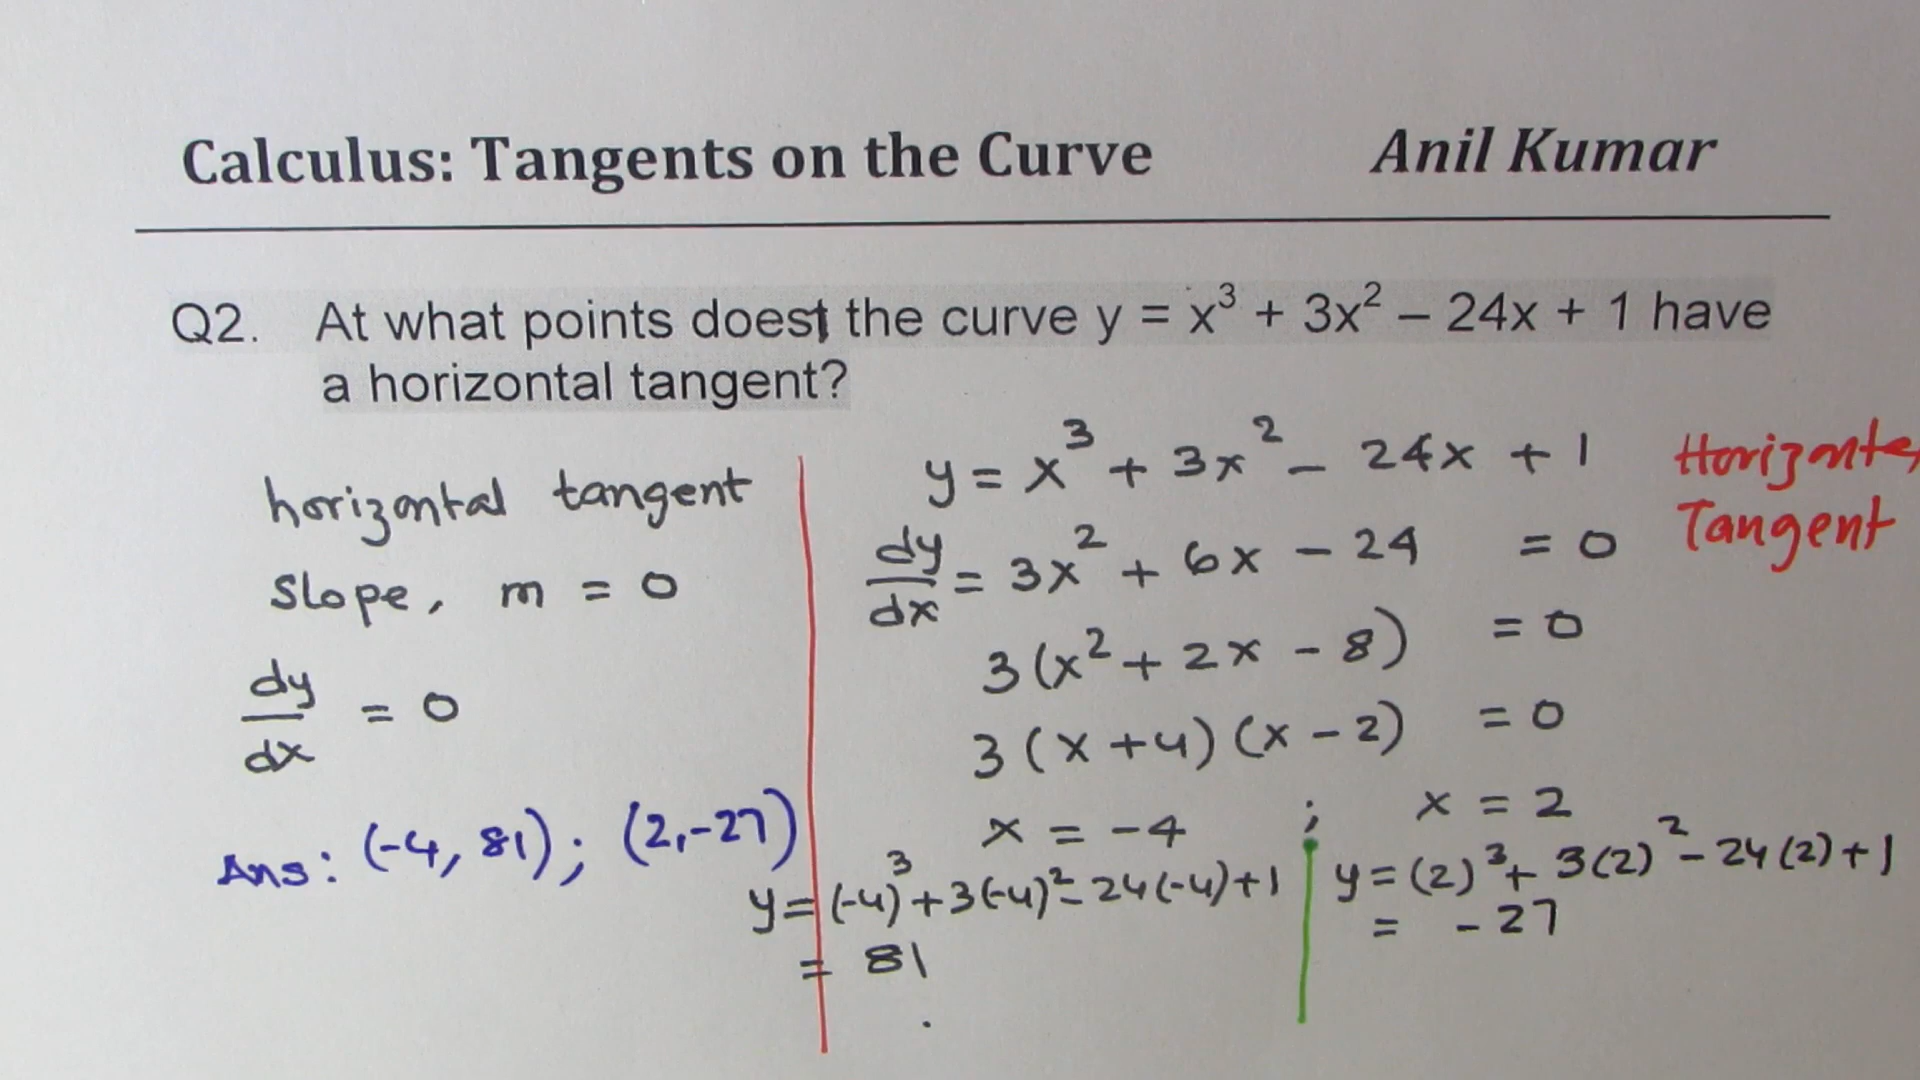 Calculus: Tangents on the Curve Anil Kumar
Q2. At what points does the curve y = x³ + 3x² – 24x + 1 have
a horizontal tangent?
horizontal tangent
slope, m = 0
dy/dx = 0
Ans: (-4, 81); (2,-27)
y = x³ + 3x² - 24x + 1
dy/dx = 3x² + 6x - 24 = 0
Tangent
3(x² + 2x - 8) = 0
3(x+4)(x-2) = 0
x = -4 ; x = 2
y = (-4)³+3(-4)²-24(-4)+1
= 81
y = (2)³+3(2)²-24(2)+1
= -27